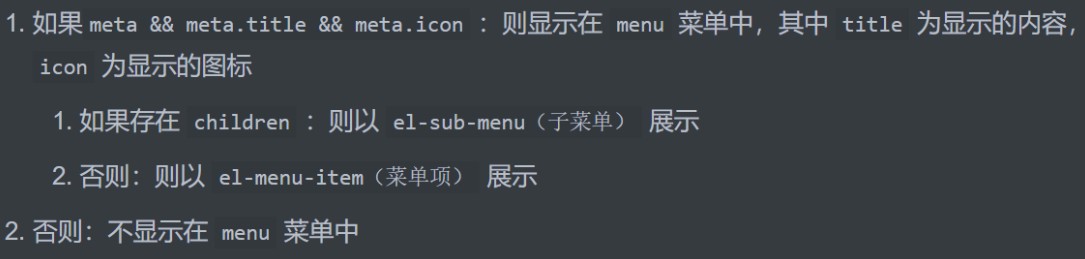 1. 如果 meta && meta.title && meta.icon ：则显示在 menu 菜单中，其中 title 为显示的内容，
icon 为显示的图标
1. 如果存在 children ：则以 el-sub-menu（子菜单） 展示
2. 否则：则以 el-menu-item（菜单项） 展示
2. 否则：不显示在 menu 菜单中